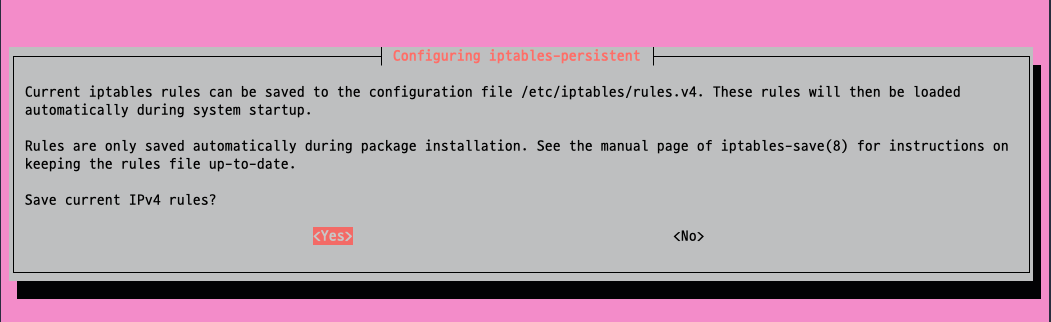 Configuring iptables-persistent
Current iptables rules can be saved to the configuration file /etc/iptables/rules.v4. These rules will then be loaded
automatically during system startup.
Rules are only saved automatically during package installation. See the manual page of iptables-save(8) for instructions on
keeping the rules file up-to-date.
Save current IPv4 rules?
<Yes> <No>